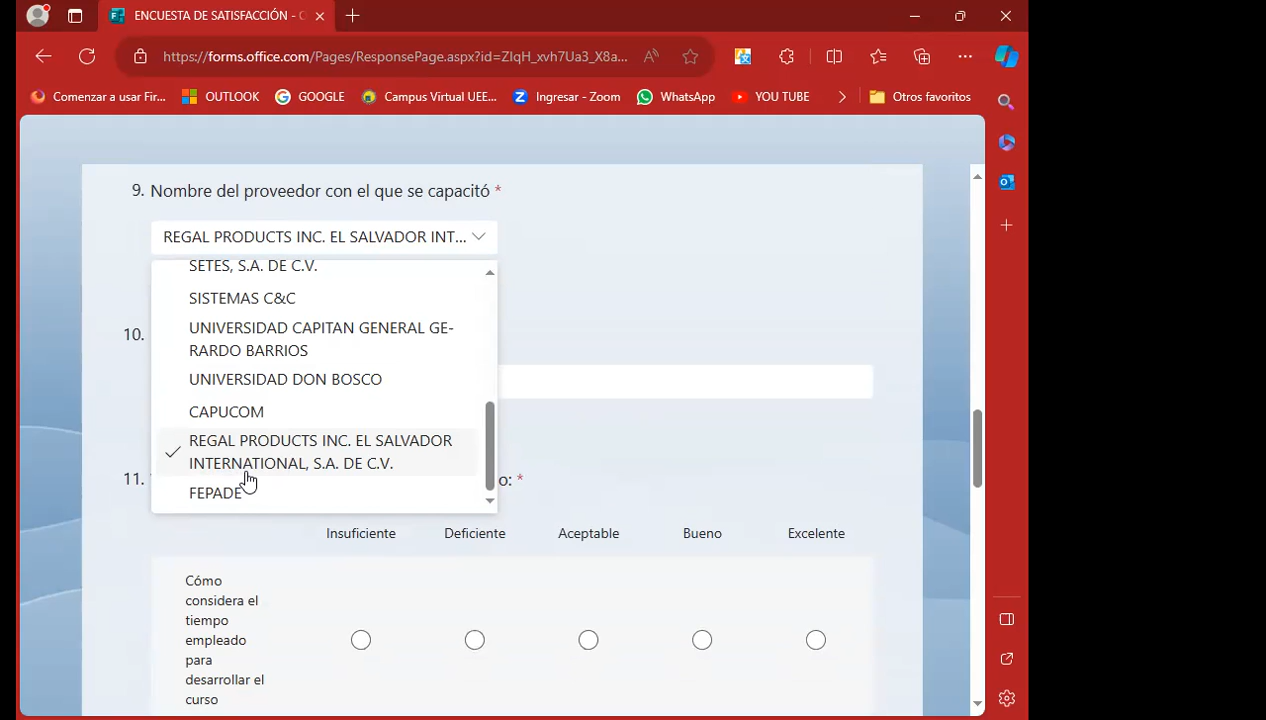 ENCUESTA DE SATISFACCIÓN - C
https://forms.office.com/Pages/ResponsePage.aspx?id=ZIqH_xvh7Ua3_X8a...
Comenzar a usar Fir...
OUTLOOK
GOOGLE
Campus Virtual UEE...
Ingresar - Zoom
WhatsApp
YOU TUBE
Otros favoritos
9. Nombre del proveedor con el que se capacitó *
REGAL PRODUCTS INC. EL SALVADOR INT...
SETES, S.A. DE C.V.
SISTEMAS C&C
UNIVERSIDAD CAPITAN GENERAL GE-
RARDO BARRIOS
UNIVERSIDAD DON BOSCO
CAPUCOM
REGAL PRODUCTS INC. EL SALVADOR
INTERNATIONAL, S.A. DE C.V.
FEPADE
10.
11.
o: *
Insuficiente
Deficiente
Aceptable
Bueno
Excelente
Cómo
considera el
tiempo
empleado
para
desarrollar el
curso